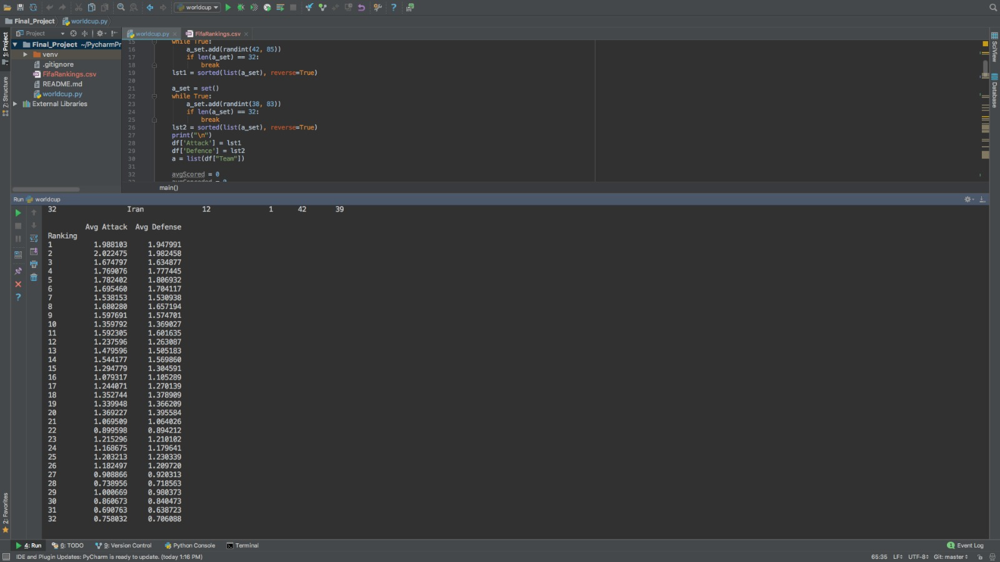 worldcup
Final_Project worldcup.py
Project
worldcup.py FifaRankings.csv
1: Project
Z: Structure
2: Favorites
SciView
Database
Final_Project ~/PycharmPr
venv
.gitignore
FifaRankings.csv
README.md
worldcup.py
External Libraries
15 while True:
16 a_set.add(randint(42, 85))
17 if len(a_set) == 32:
18 break
19 lst1 = sorted(list(a_set), reverse=True)
20
21 a_set = set()
22 while True:
23 a_set.add(randint(38, 83))
24 if len(a_set) == 32:
25 break
26 lst2 = sorted(list(a_set), reverse=True)
27 print("\n")
28 df['Attack'] = lst1
29 df['Defence'] = lst2
30 a = list(df["Team"])
31
32 avgScored = 0
33 avgConceded = 0
main()
Run worldcup
32 Iran 12 1 42 39
Avg Attack Avg Defense
Ranking
1 1.988103 1.947991
2 2.022475 1.982458
3 1.674797 1.634877
4 1.769076 1.777445
5 1.782402 1.806932
6 1.695460 1.704117
7 1.538153 1.530938
8 1.680280 1.657194
9 1.597691 1.574701
10 1.359792 1.369027
11 1.592305 1.601635
12 1.237596 1.263087
13 1.479596 1.505183
14 1.544177 1.569860
15 1.294779 1.304591
16 1.079317 1.105289
17 1.244071 1.270139
18 1.352744 1.378909
19 1.339948 1.366209
20 1.369227 1.395584
21 1.069509 1.064026
22 0.899598 0.894212
23 1.215296 1.210102
24 1.168675 1.179641
25 1.203213 1.230339
26 1.182497 1.209720
27 0.908866 0.920313
28 0.738956 0.718563
29 1.000669 0.980373
30 0.860673 0.840473
31 0.690763 0.638723
32 0.758032 0.706088
4: Run 6: TODO 9: Version Control Python Console Terminal 1 Event Log
IDE and Plugin Updates: PyCharm is ready to update. (today 1:16 PM) 65:35 LF UTF-8 Git: master